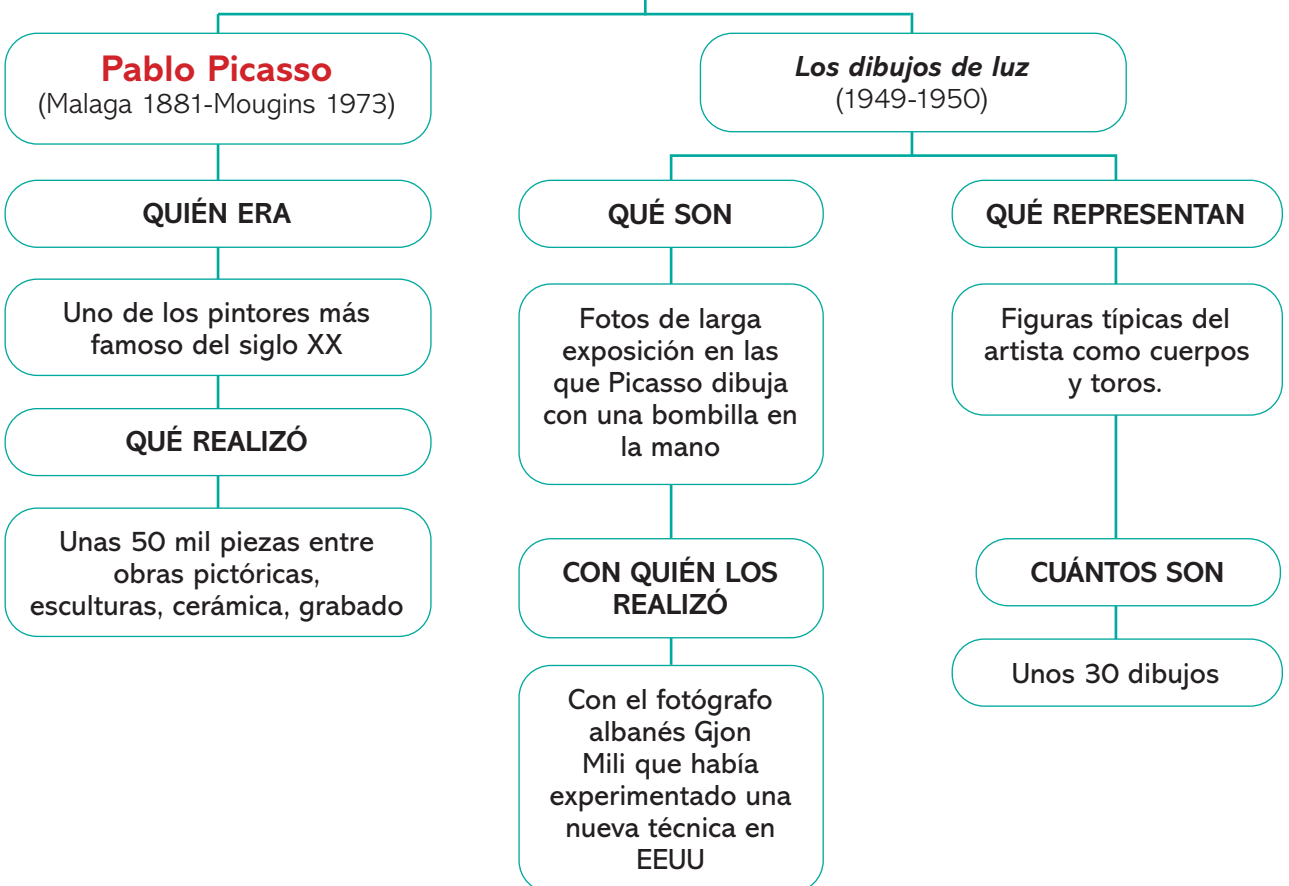 Pablo Picasso
(Malaga 1881-Mougins 1973)
QUIÉN ERA
Uno de los pintores más
famoso del siglo XX
QUÉ REALIZÓ
Unas 50 mil piezas entre
obras pictóricas,
esculturas, cerámica, grabado
Los dibujos de luz
(1949-1950)
QUÉ SON
Fotos de larga
exposición en las
que Picasso dibuja
con una bombilla en
la mano
CON QUIÉN LOS
REALIZÓ
Con el fotógrafo
albanés Gjon
Mili que había
experimentado una
nueva técnica en
EEUU
QUÉ REPRESENTAN
Figuras típicas del
artista como cuerpos
y toros.
CUÁNTOS SON
Unos 30 dibujos